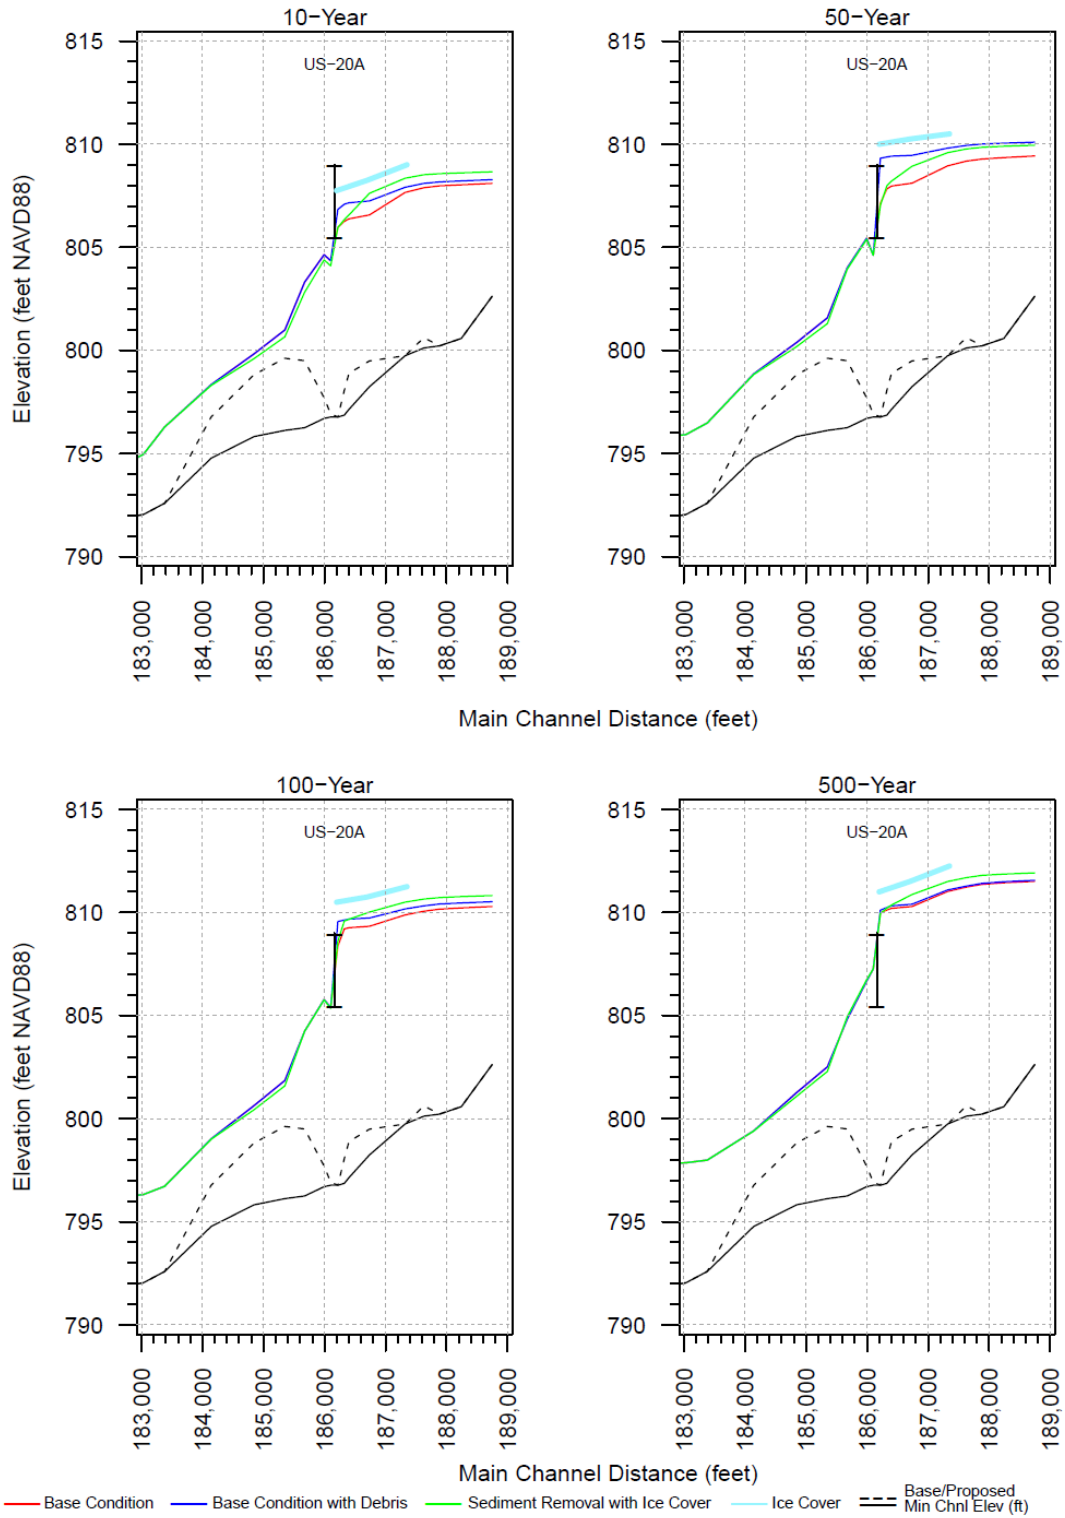 10−Year
50−Year
815
810
805
800
795
790
US−20A
183,000
184,000
185,000
186,000
187,000
188,000
189,000
815
810
805
800
795
790
US−20A
183,000
184,000
185,000
186,000
187,000
188,000
189,000
Elevation (feet NAVD88)
Main Channel Distance (feet)
100−Year
500−Year
815
810
805
800
795
790
US−20A
183,000
184,000
185,000
186,000
187,000
188,000
189,000
815
810
805
800
795
790
US−20A
183,000
184,000
185,000
186,000
187,000
188,000
189,000
Elevation (feet NAVD88)
Main Channel Distance (feet)
Base Condition
Base Condition with Debris
Sediment Removal with Ice Cover
Ice Cover
Base/Proposed
Min Chnl Elev (ft)